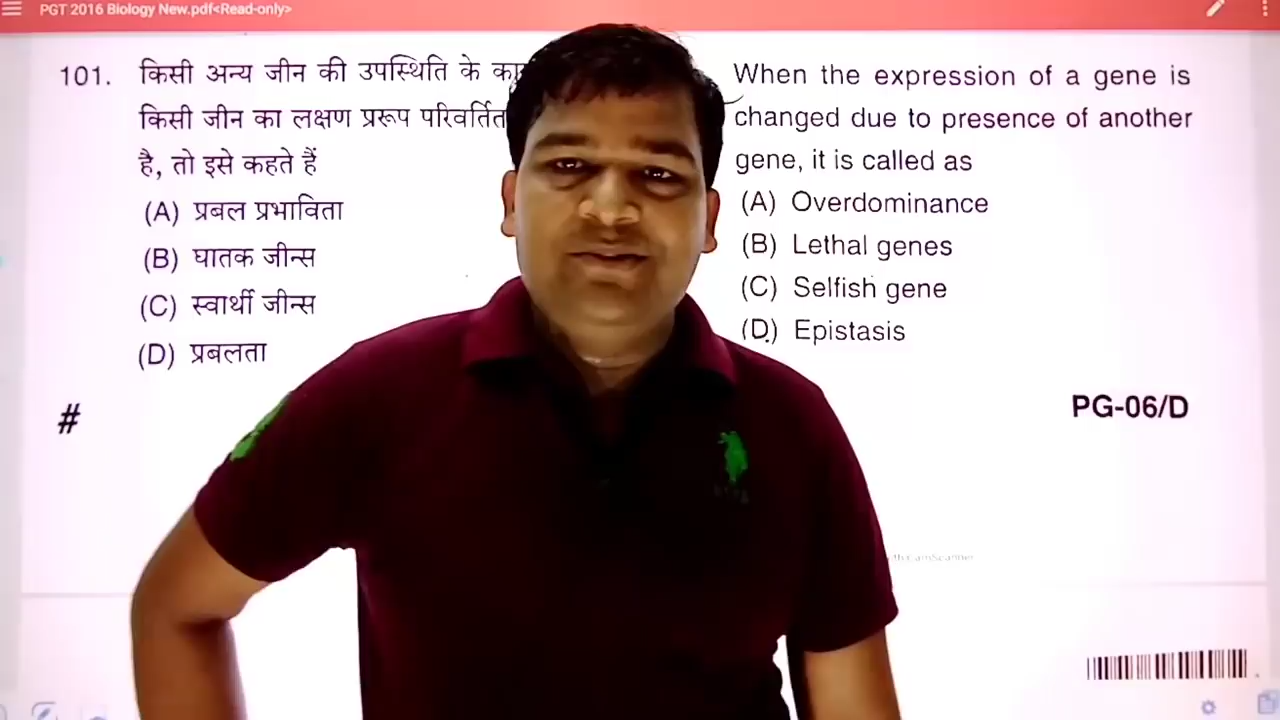 PGT 2016 Biology New.pdf<Read-only>
101. किसी अन्य जीन की उपस्थिति के
किसी जीन का लक्षण प्ररूप परिवर्तित
है, तो इसे कहते हैं
(A) प्रबल प्रभाविता
(B) घातक जीन्स
(C) स्वार्थी जीन्स
(D) प्रबलता
#
When the expression of a gene is
changed due to presence of another
gene, it is called as
(A) Overdominance
(B) Lethal genes
(C) Selfish gene
(D) Epistasis
PG-06/D
CamScanner